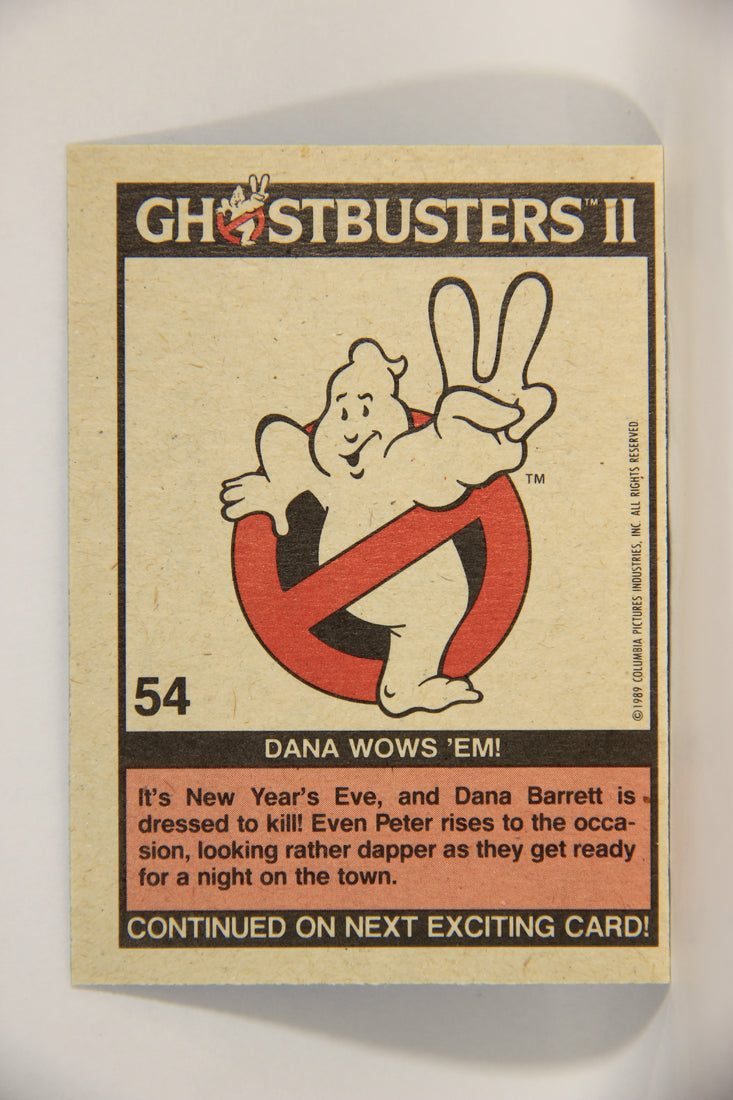 GHOSTBUSTERS™ II
TM
©1989 COLUMBIA PICTURES INDUSTRIES, INC. ALL RIGHTS RESERVED
54
DANA WOWS 'EM!
It's New Year's Eve, and Dana Barrett is
dressed to kill! Even Peter rises to the occa-
sion, looking rather dapper as they get ready
for a night on the town.
CONTINUED ON NEXT EXCITING CARD!